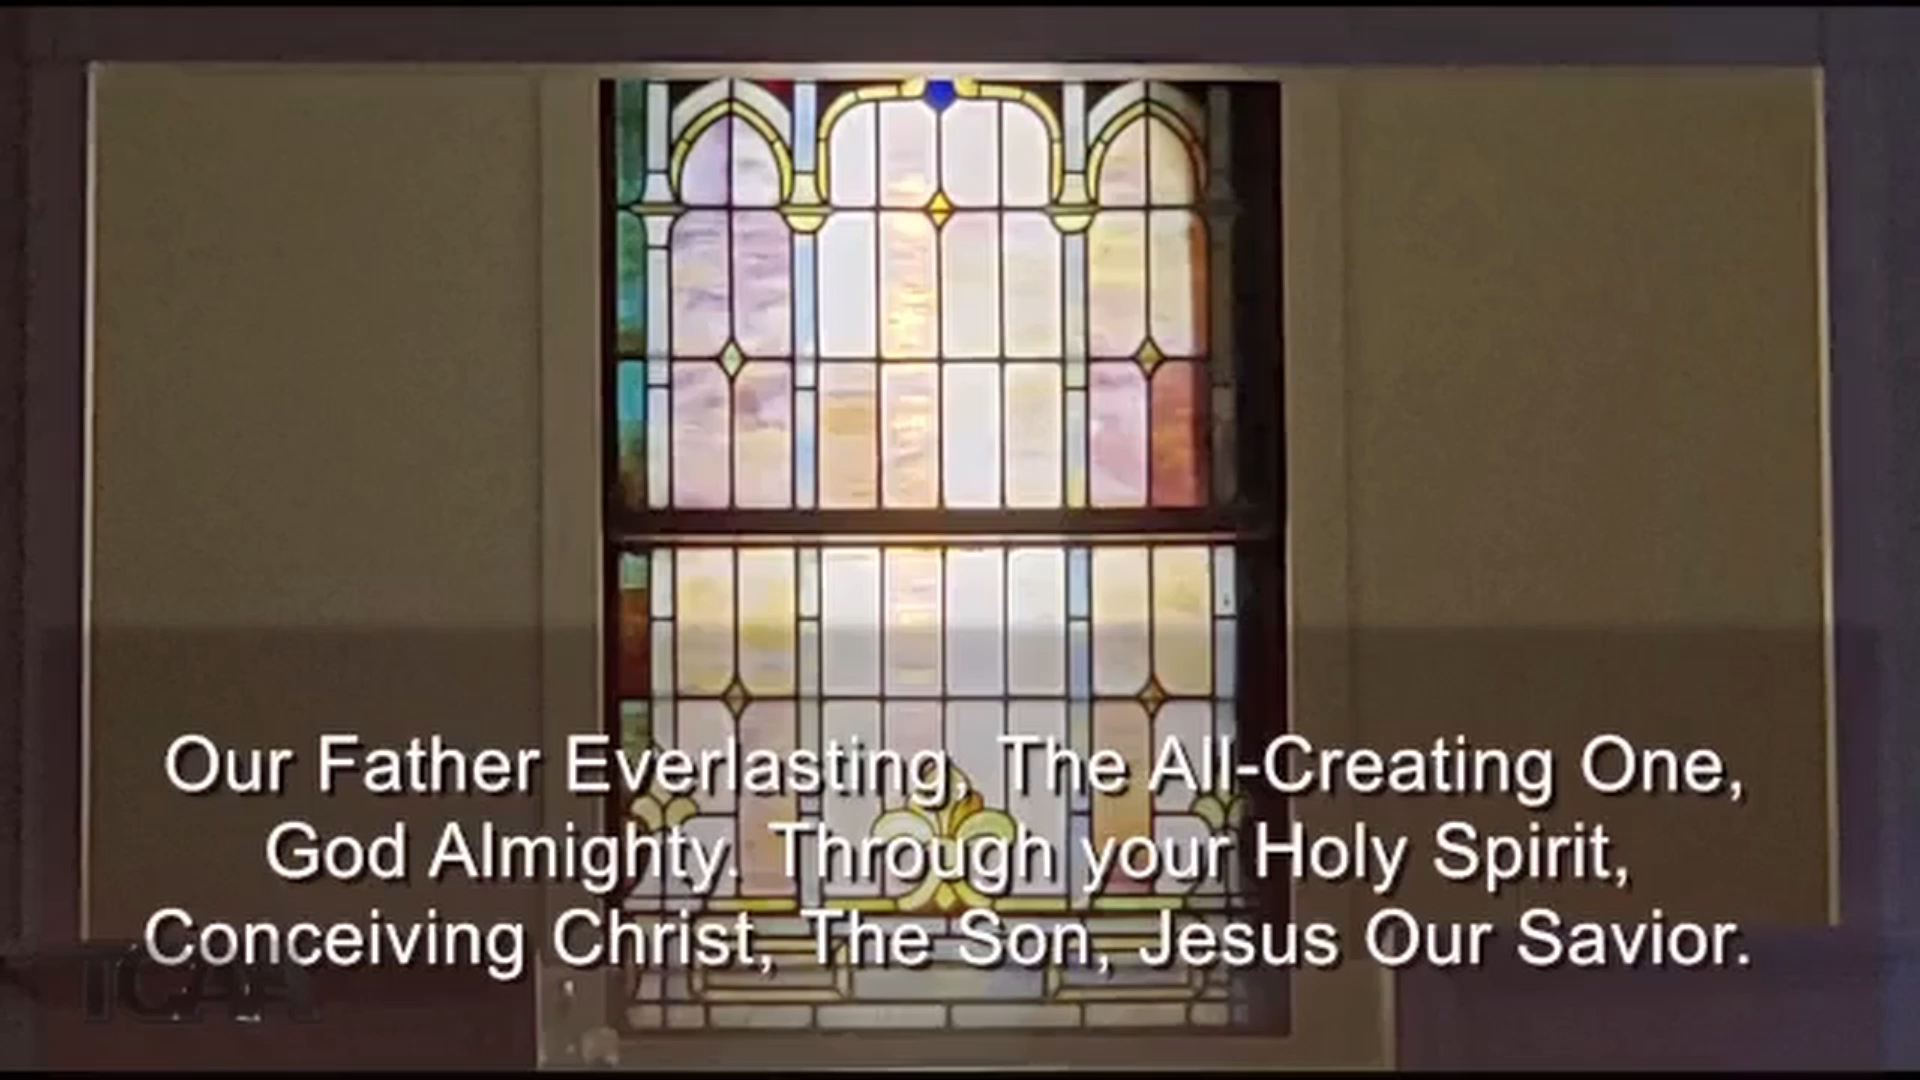 Our Father Everlasting, The All-Creating One,
God Almighty. Through your Holy Spirit,
Conceiving Christ, The Son, Jesus Our Savior.
TCAA